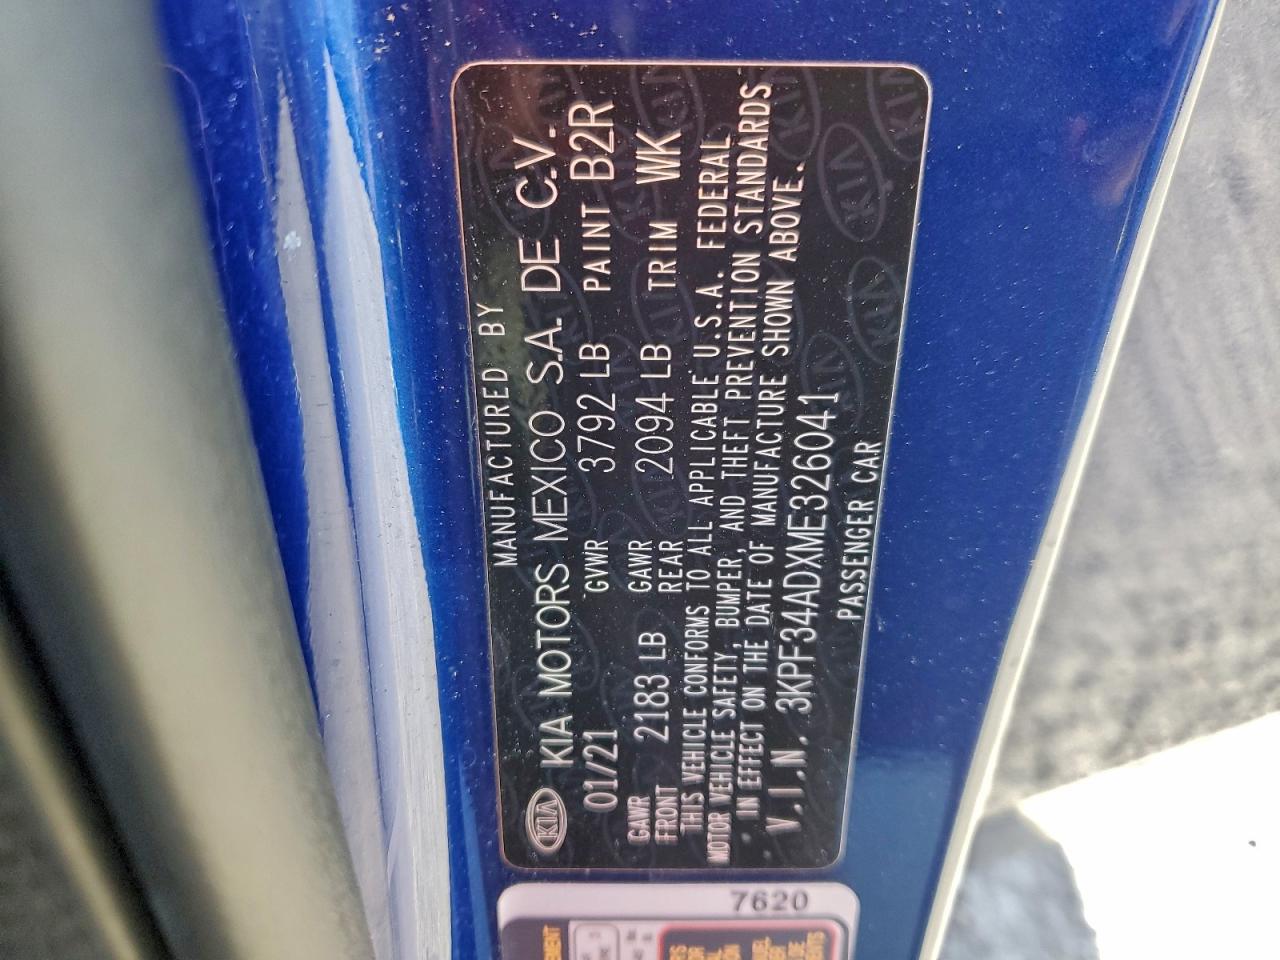 MANUFACTURED BY
KIA KIA MOTORS MEXICO S.A. DE C.V.
01/21 GVWR 3792 LB PAINT B2R
GAWR FRONT 2183 LB GAWR REAR 2094 LB TRIM WK
THIS VEHICLE CONFORMS TO ALL APPLICABLE U.S.A. FEDERAL
MOTOR VEHICLE SAFETY, BUMPER, AND THEFT PREVENTION STANDARDS
IN EFFECT ON THE DATE OF MANUFACTURE SHOWN ABOVE.
V.I.N. 3KPF34ADXME326041
PASSENGER CAR
7620